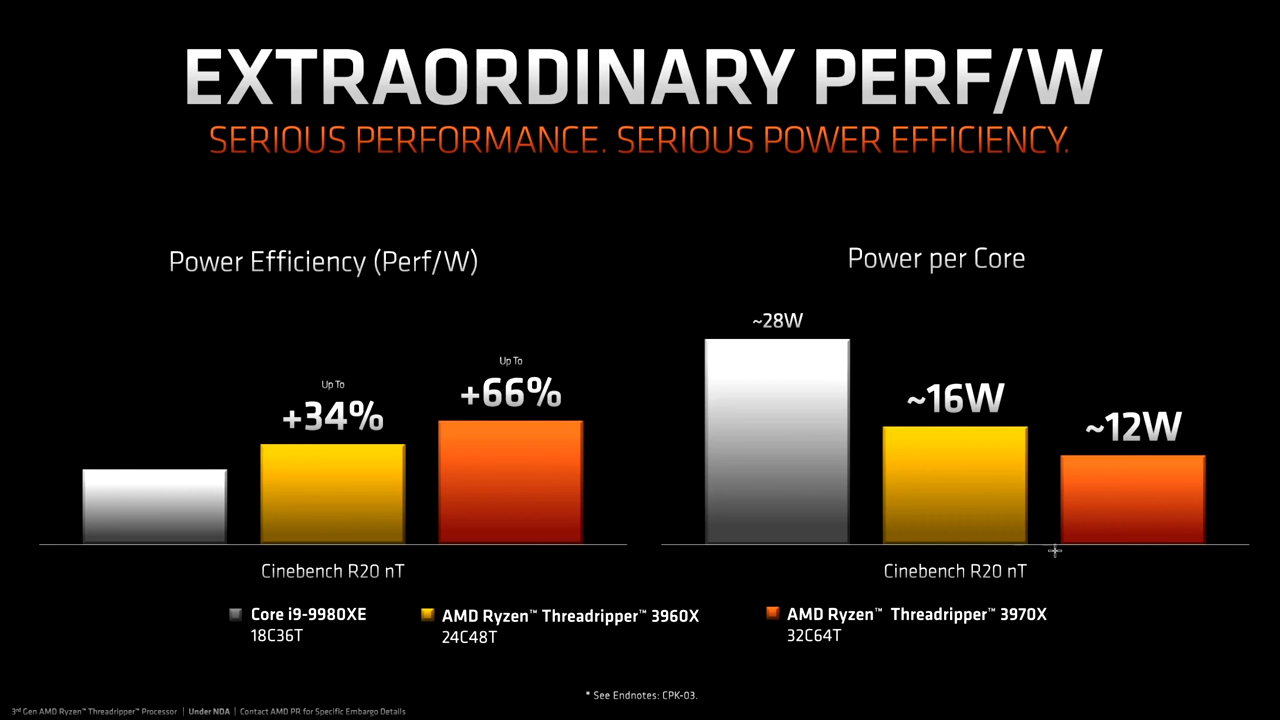 EXTRAORDINARY PERF/W
SERIOUS PERFORMANCE. SERIOUS POWER EFFICIENCY.
Power Efficiency (Perf/W)
Up To
+34%
Up To
+66%
Cinebench R20 nT
Power per Core
~28W
~16W
~12W
Cinebench R20 nT
Core i9-9980XE
18C36T
AMD Ryzen™ Threadripper™ 3960X
24C48T
AMD Ryzen™ Threadripper™ 3970X
32C64T
* See Endnotes: CPK-03.
3rd Gen AMD Ryzen™ Threadripper™ Processor | Under NDA | Contact AMD PR for Specific Embargo Details